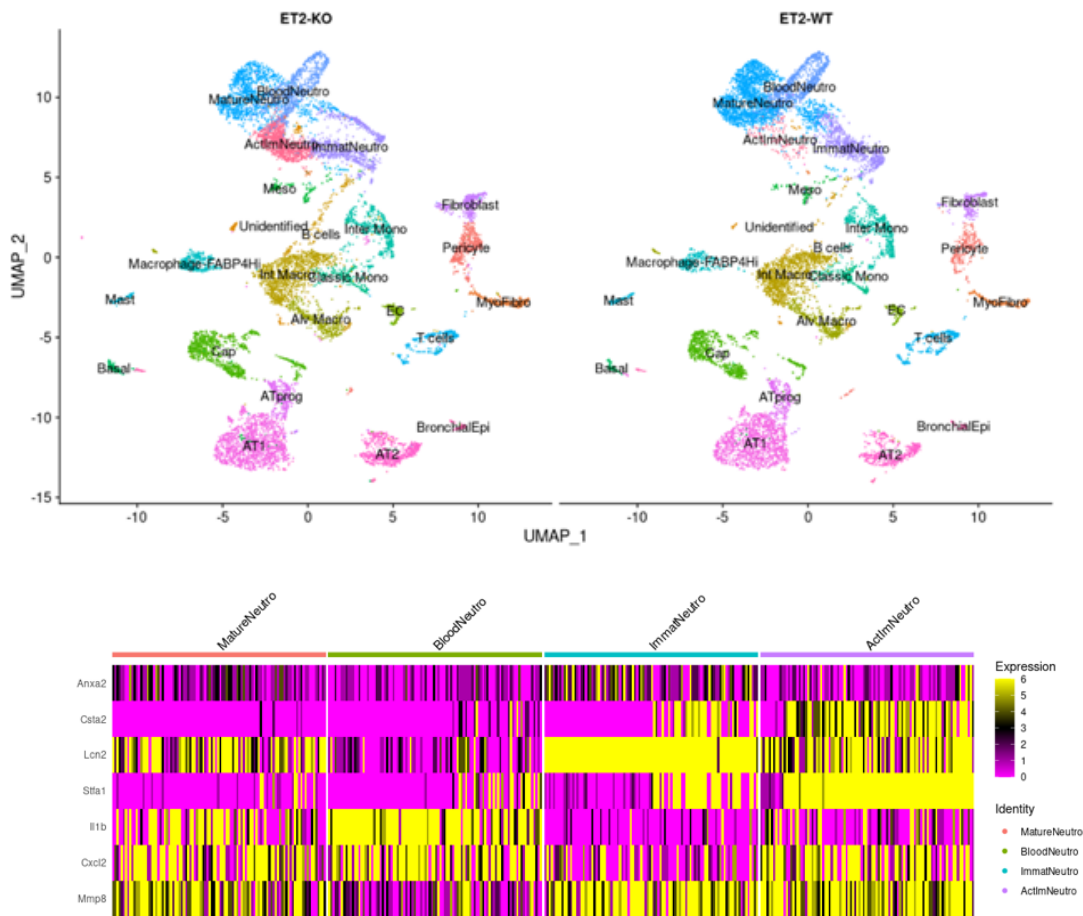 ET2-KO
ET2-WT
BloodNeutro
MatureNeutro
ActImNeutro
ImmatNeutro
Meso
Fibroblast
Unidentified
B cells
Inter Mono
Pericyte
Macrophage-FABP4Hi
Int Macro
Classic Mono
Mast
MyoFibro
EC
Alv Macro
T cells
Cap
Basal
ATprog
BronchialEpi
AT1
AT2
BloodNeutro
MatureNeutro
ActImNeutro
ImmatNeutro
Meso
Fibroblast
Unidentified
B cells
Inter Mono
Pericyte
Macrophage-FABP4Hi
Int Macro
Classic Mono
Mast
MyoFibro
EC
Alv Macro
T cells
Cap
Basal
ATprog
BronchialEpi
AT1
AT2
UMAP_2
10
5
0
-5
-10
-15
-10 -5 0 5 10
-10 -5 0 5 10
UMAP_1
MatureNeutro
BloodNeutro
ImmatNeutro
ActImNeutro
Anxa2
Csta2
Lcn2
Stfa1
Il1b
Cxcl2
Mmp8
Expression
6
5
4
3
2
1
0
Identity
MatureNeutro
BloodNeutro
ImmatNeutro
ActImNeutro